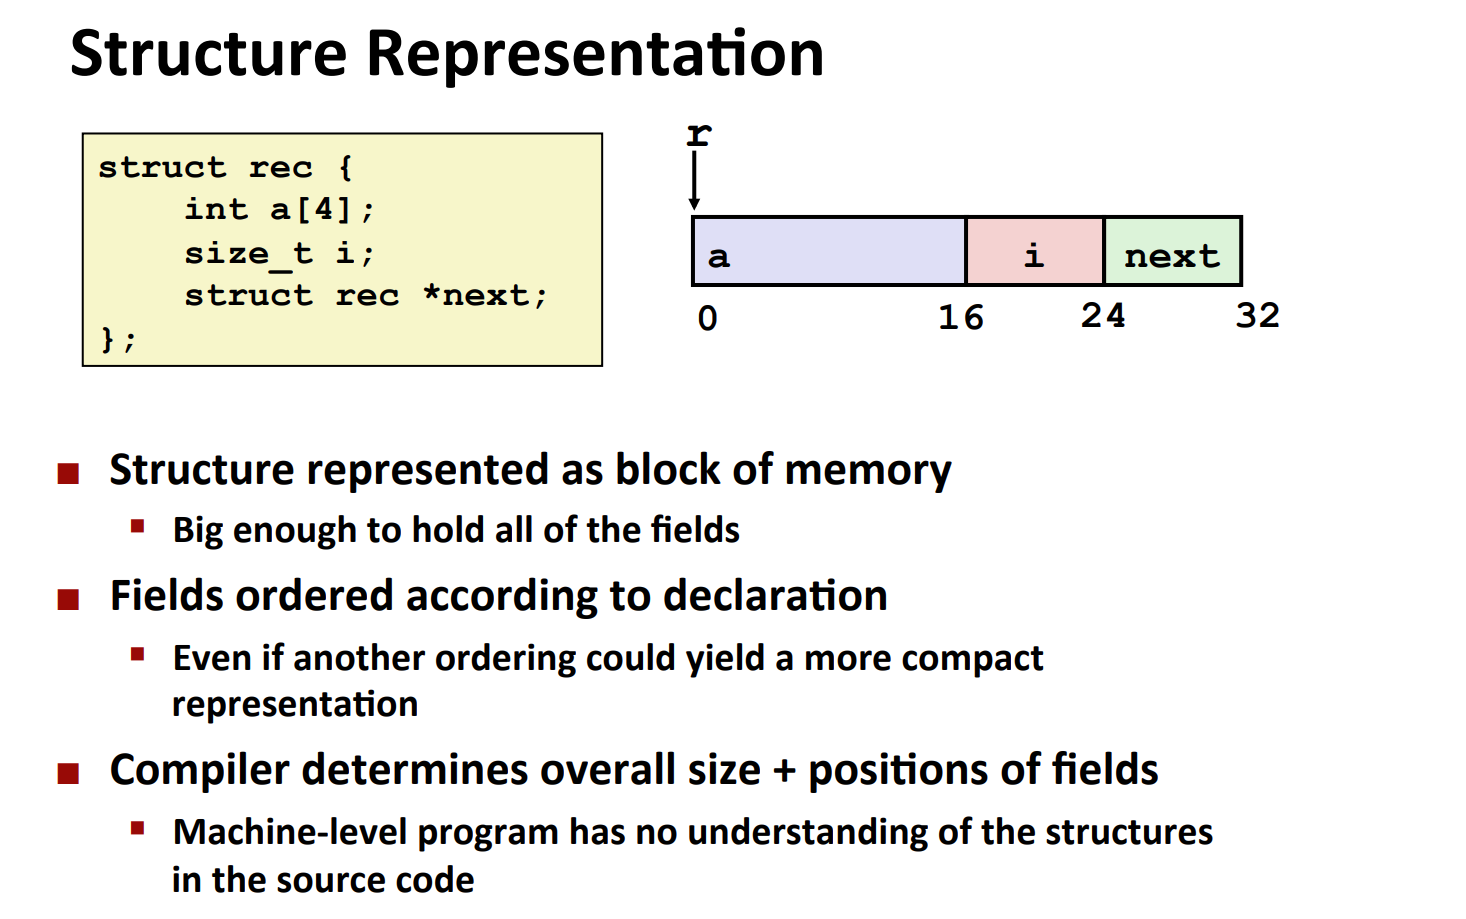 Structure Representation
struct rec {
    int a[4];
    size_t i;
    struct rec *next;
};
r
a i next
0 16 24 32
■ Structure represented as block of memory
▪ Big enough to hold all of the fields
■ Fields ordered according to declaration
▪ Even if another ordering could yield a more compact
representation
■ Compiler determines overall size + positions of fields
▪ Machine-level program has no understanding of the structures
in the source code